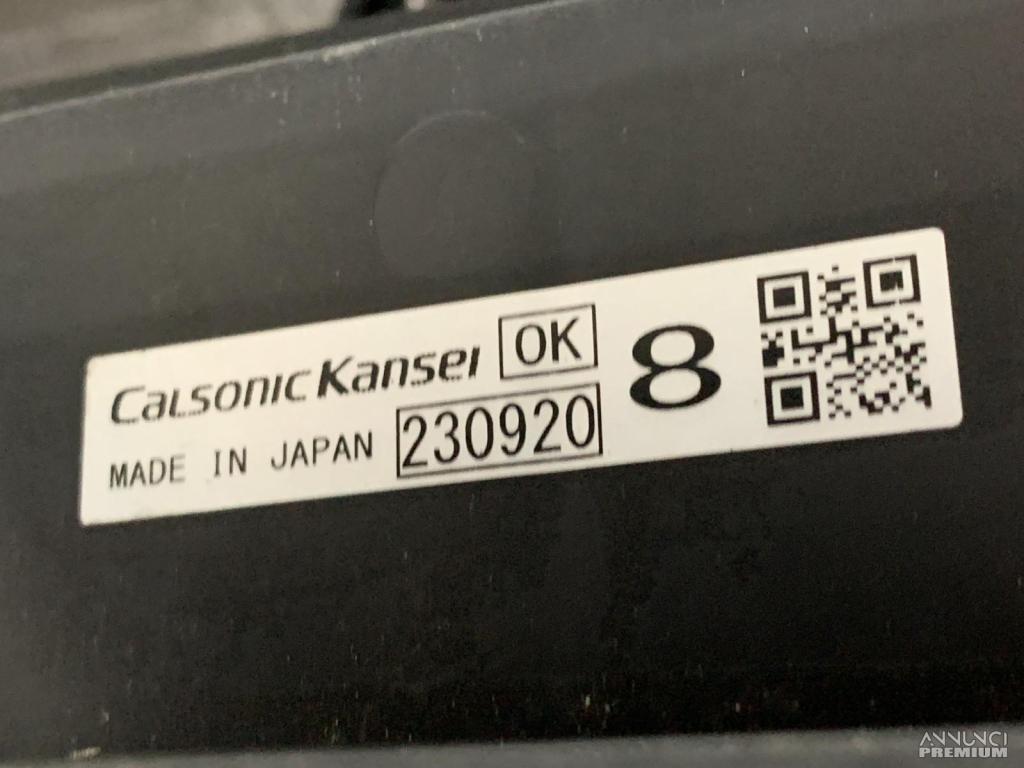 CalsonicKansei OK
MADE IN JAPAN 230920
8
ANNUNCI
PREMIUM